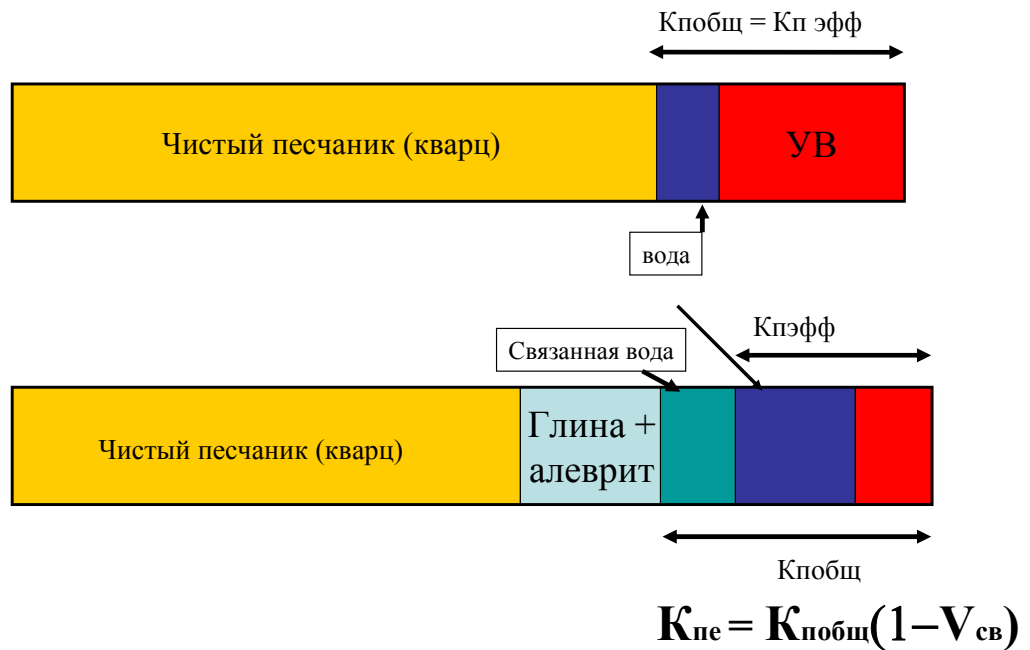 Кпобщ = Кп эфф
Чистый песчаник (кварц)
УВ
вода
Кпэфф
Связанная вода
Чистый песчаник (кварц)
Глина +
алеврит
Кпобщ
Кпе = Кпобщ(1–Vсв)